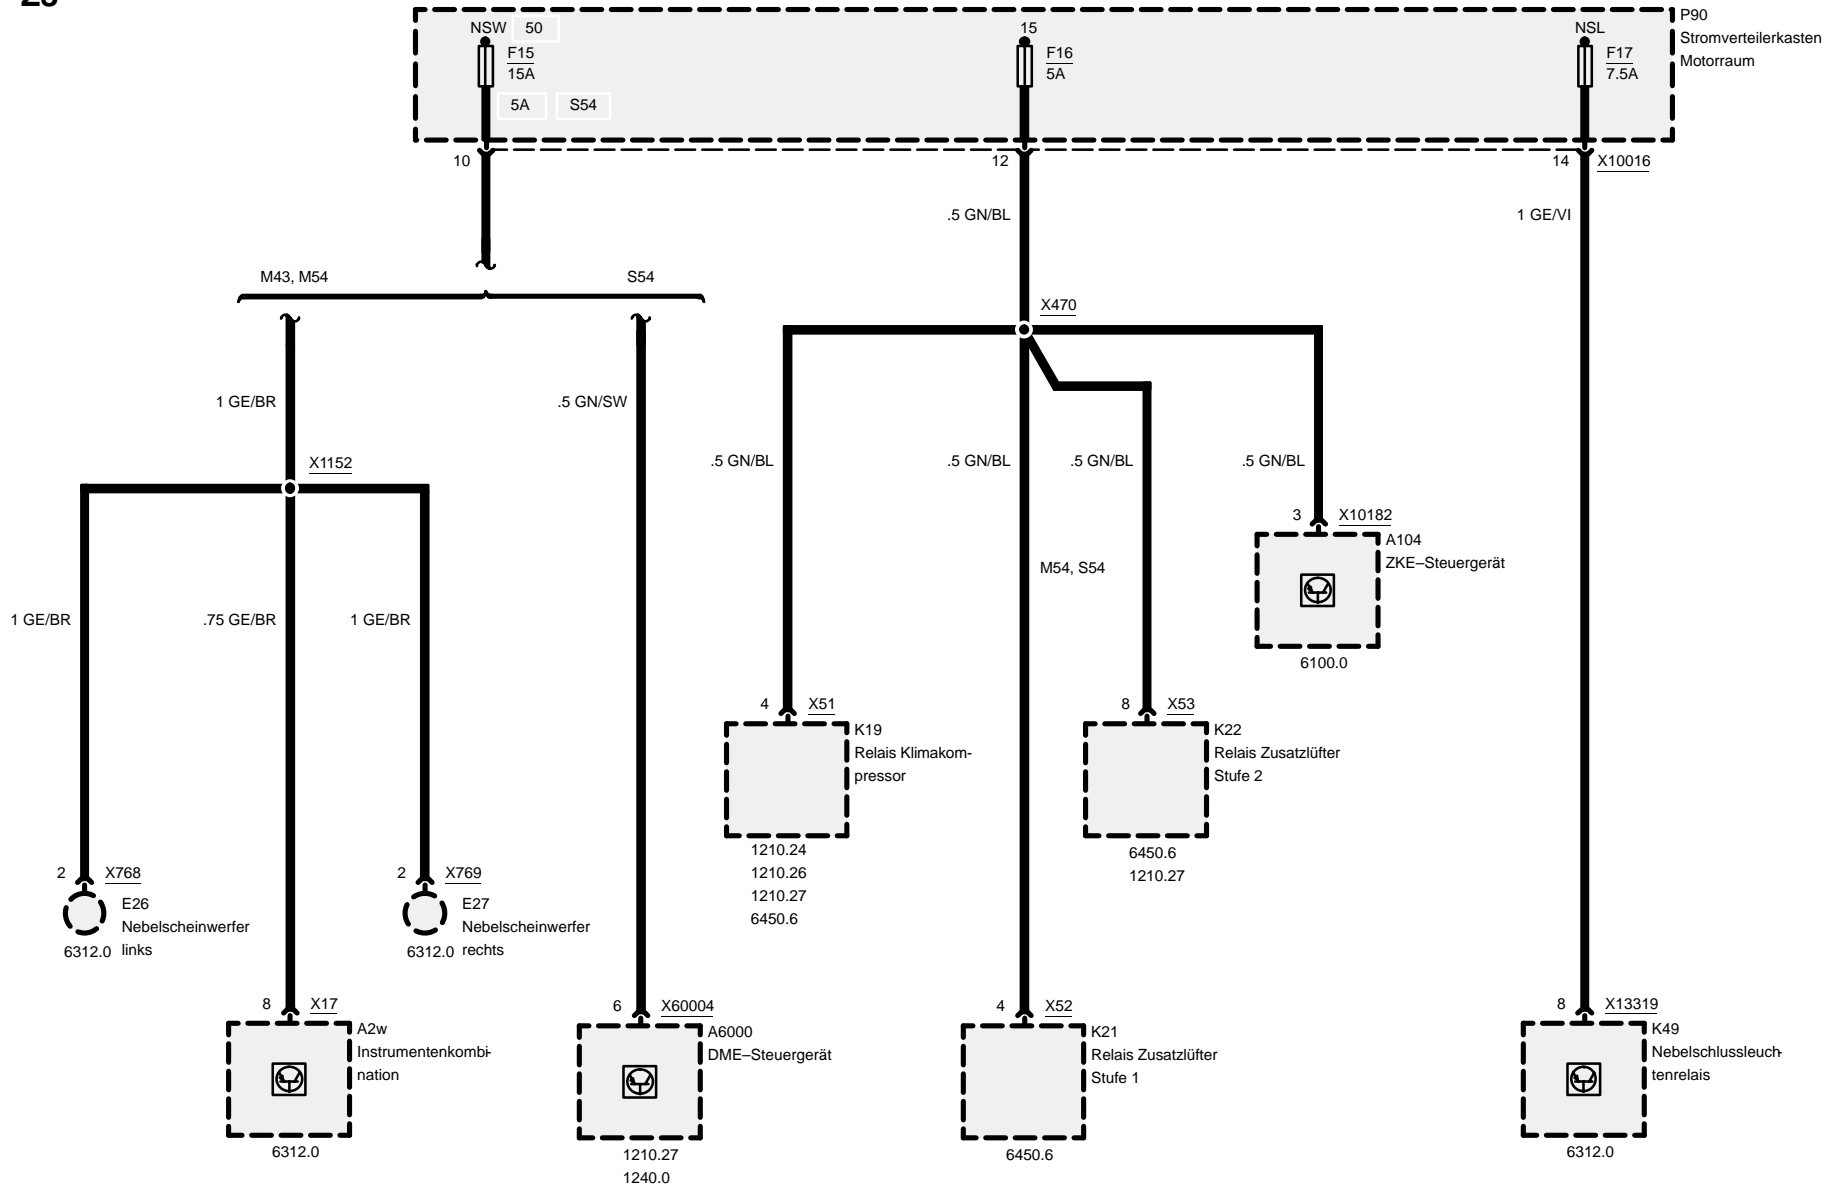 P90
Stromverteilerkasten
Motorraum
NSW 50
F15
15A
5A S54
15
F16
5A
NSL
F17
7.5A
10
12
14 X10016
.5 GN/BL
1 GE/VI
M43, M54
S54
X470
1 GE/BR
.5 GN/SW
X1152
.5 GN/BL
.5 GN/BL
.5 GN/BL
.5 GN/BL
3 X10182
A104
ZKE–Steuergerät
6100.0
M54, S54
1 GE/BR
.75 GE/BR
1 GE/BR
4 X51
K19
Relais Klimakom-
pressor
1210.24
1210.26
1210.27
6450.6
8 X53
K22
Relais Zusatzlüfter
Stufe 2
6450.6
1210.27
2 X768
E26
Nebelscheinwerfer
links
6312.0
2 X769
E27
Nebelscheinwerfer
rechts
6312.0
8 X17
A2w
Instrumentenkombi-
nation
6312.0
6 X60004
A6000
DME–Steuergerät
1210.27
1240.0
4 X52
K21
Relais Zusatzlüfter
Stufe 1
6450.6
8 X13319
K49
Nebelschlussleuch-
tenrelais
6312.0